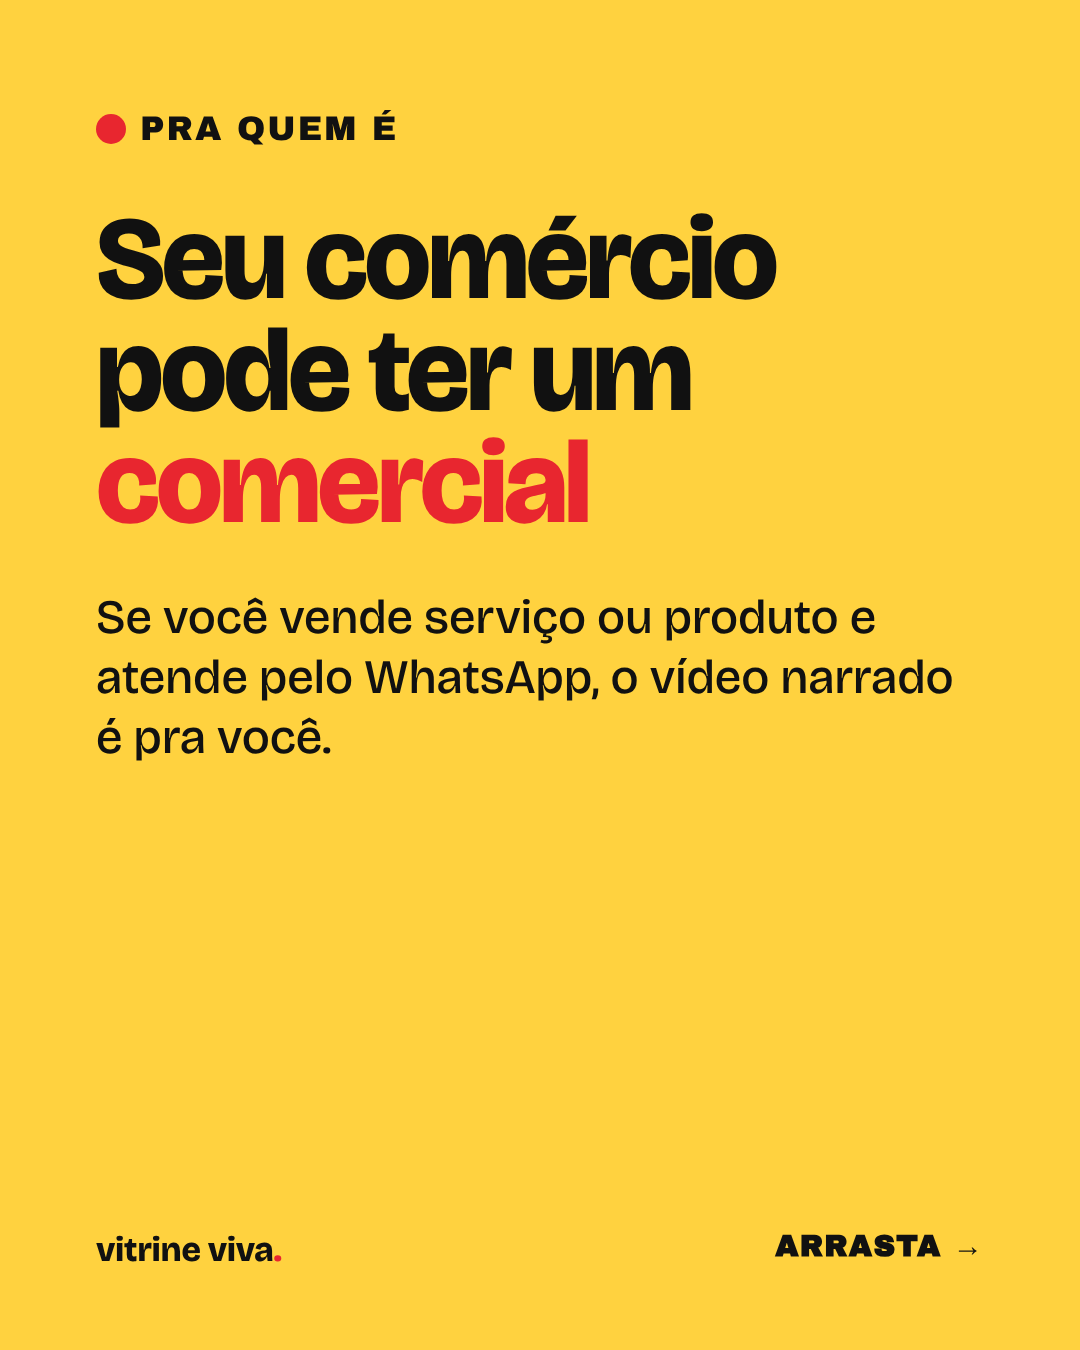 PRA QUEM É
Seu comércio
pode ter um
comercial
Se você vende serviço ou produto e
atende pelo WhatsApp, o vídeo narrado
é pra você.
vitrine viva.
ARRASTA →